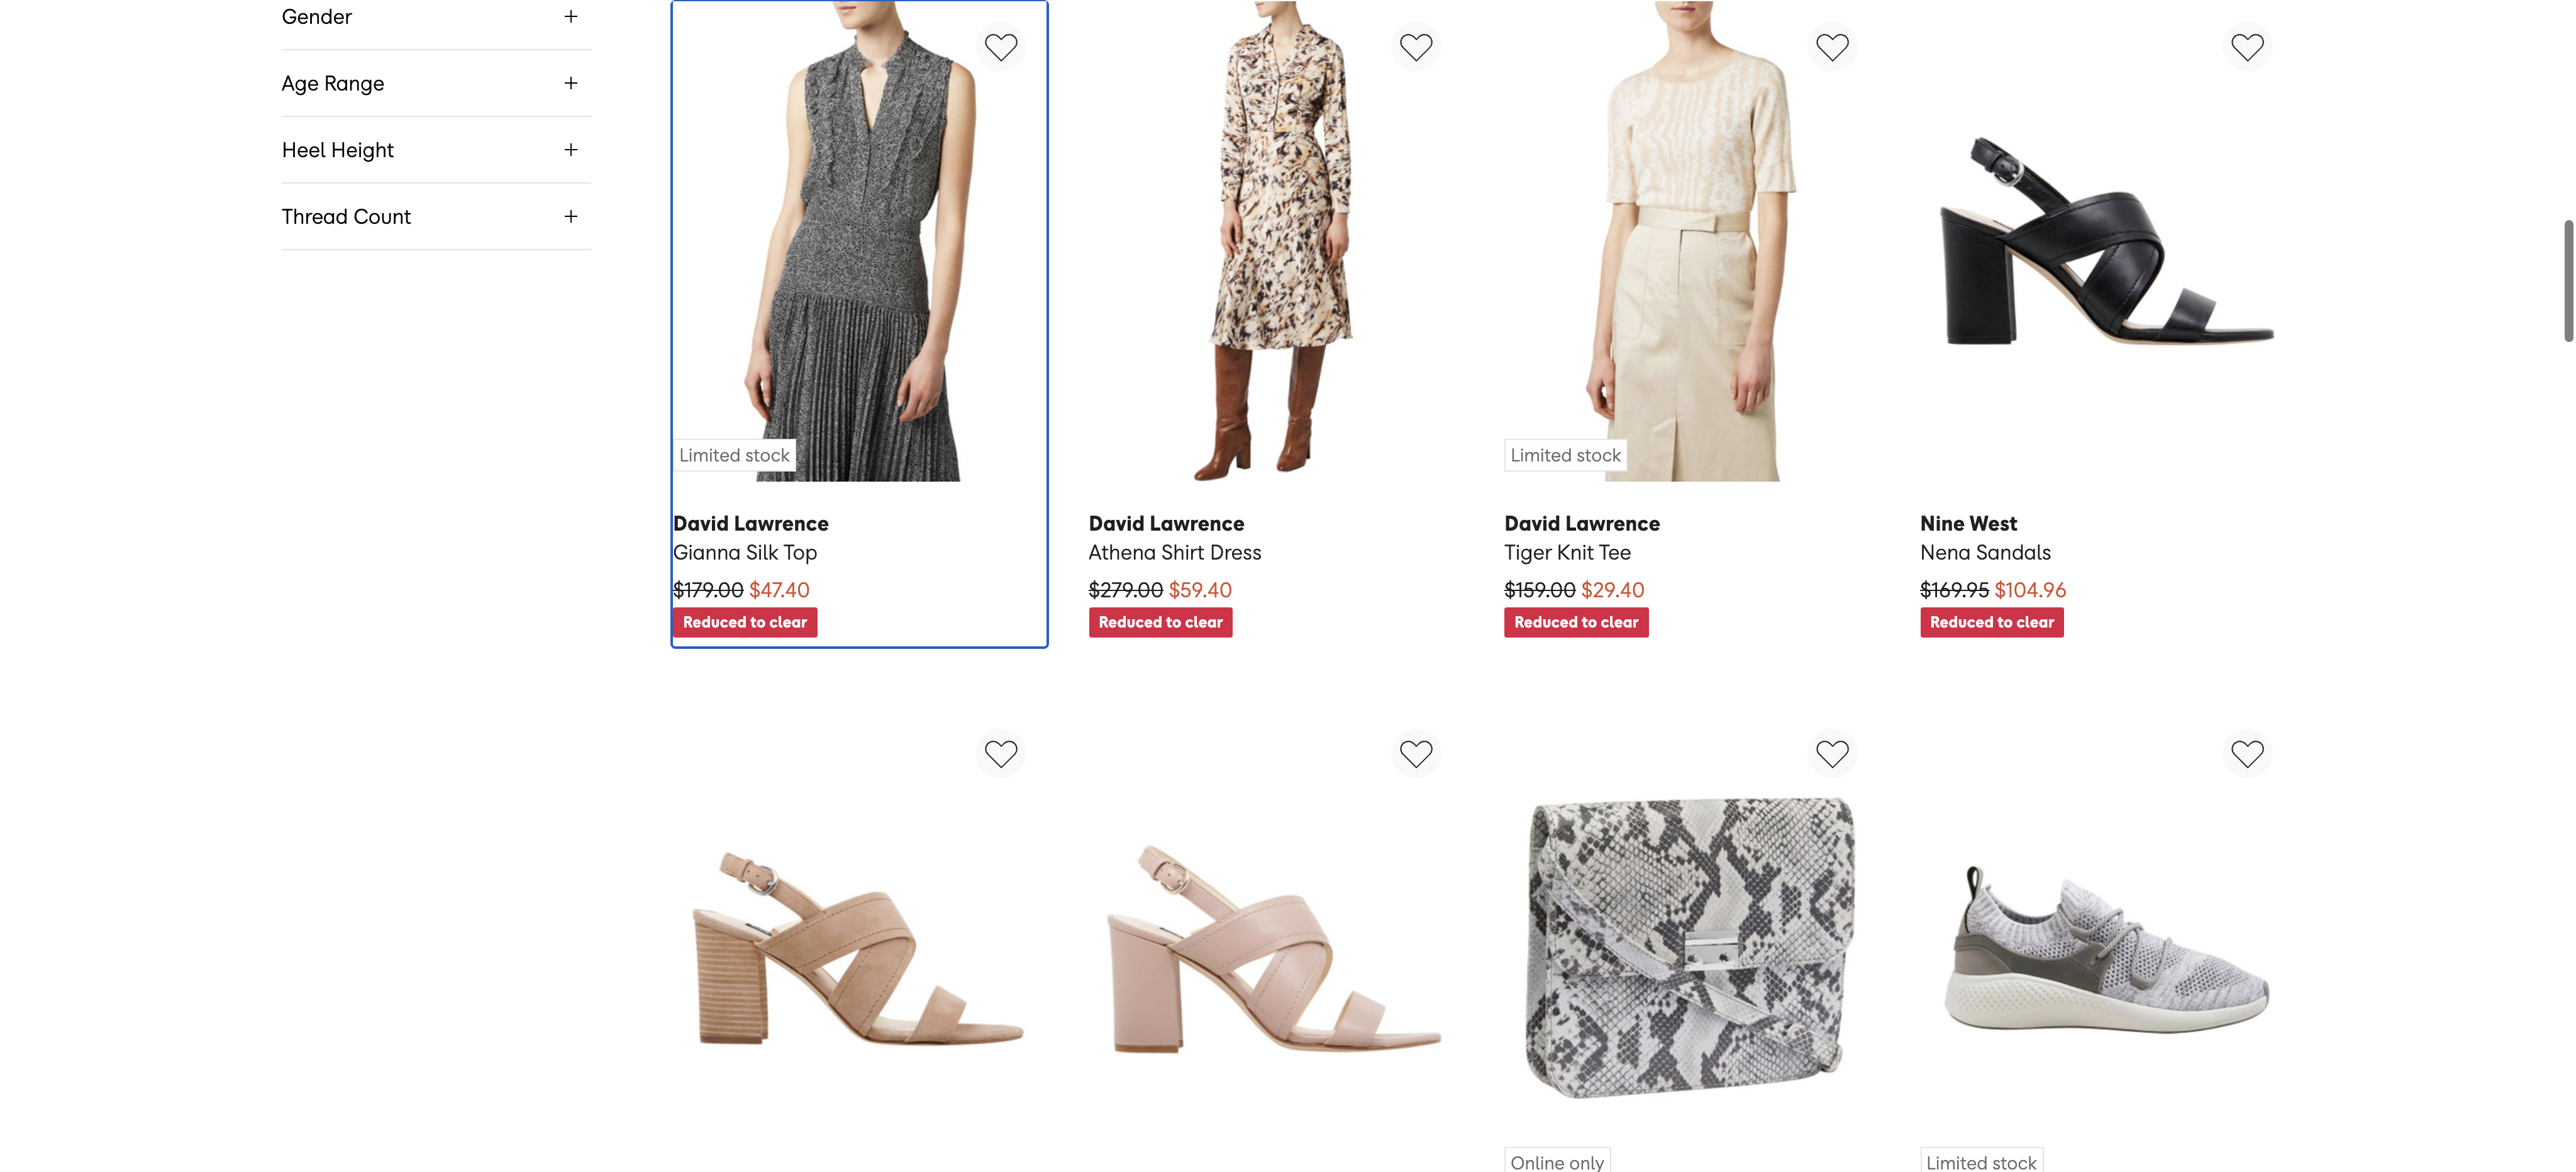 Gender
Age Range
Heel Height
Thread Count
Limited stock
David Lawrence
Gianna Silk Top
$179.00 $47.40
Reduced to clear
David Lawrence
Athena Shirt Dress
$279.00 $59.40
Reduced to clear
Limited stock
David Lawrence
Tiger Knit Tee
$159.00 $29.40
Reduced to clear
Nine West
Nena Sandals
$169.95 $104.96
Reduced to clear
Online only
Limited stock